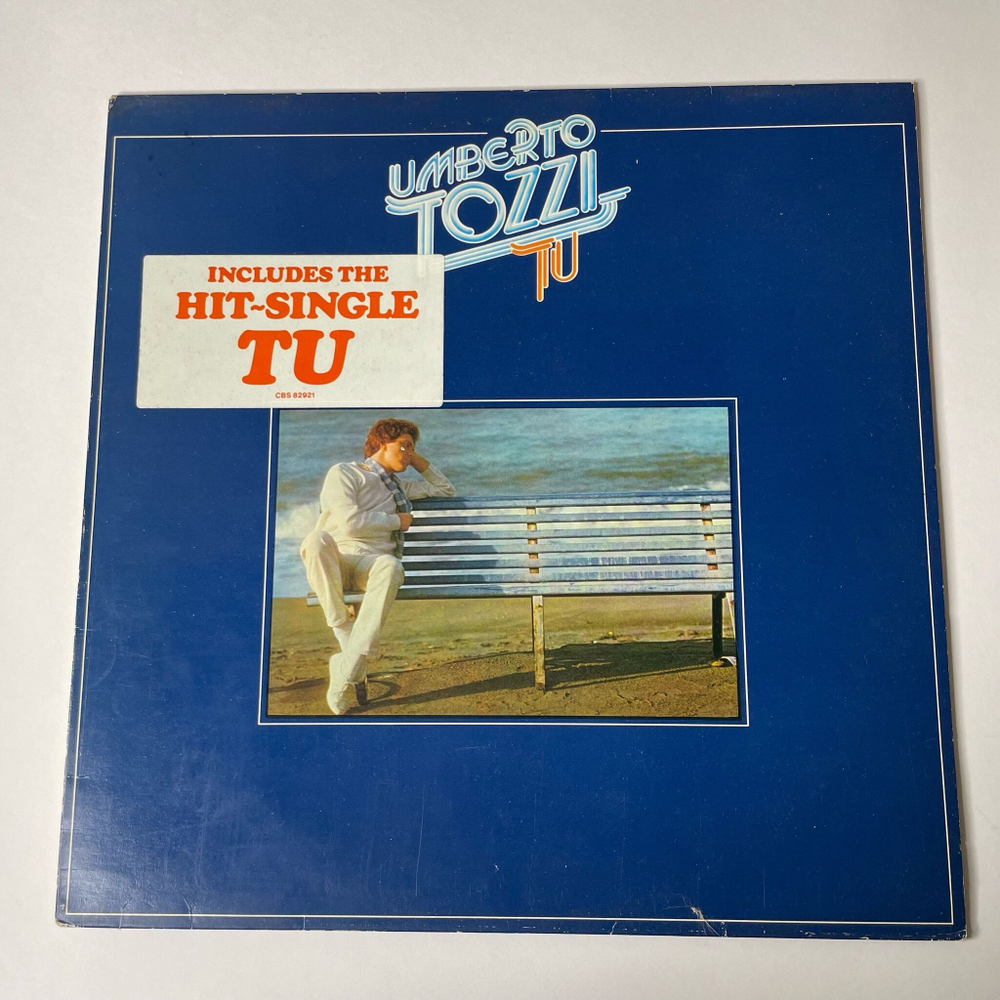 UMBERTO
TOZZI
TU
INCLUDES THE
HIT~SINGLE
TU
CBS 82921